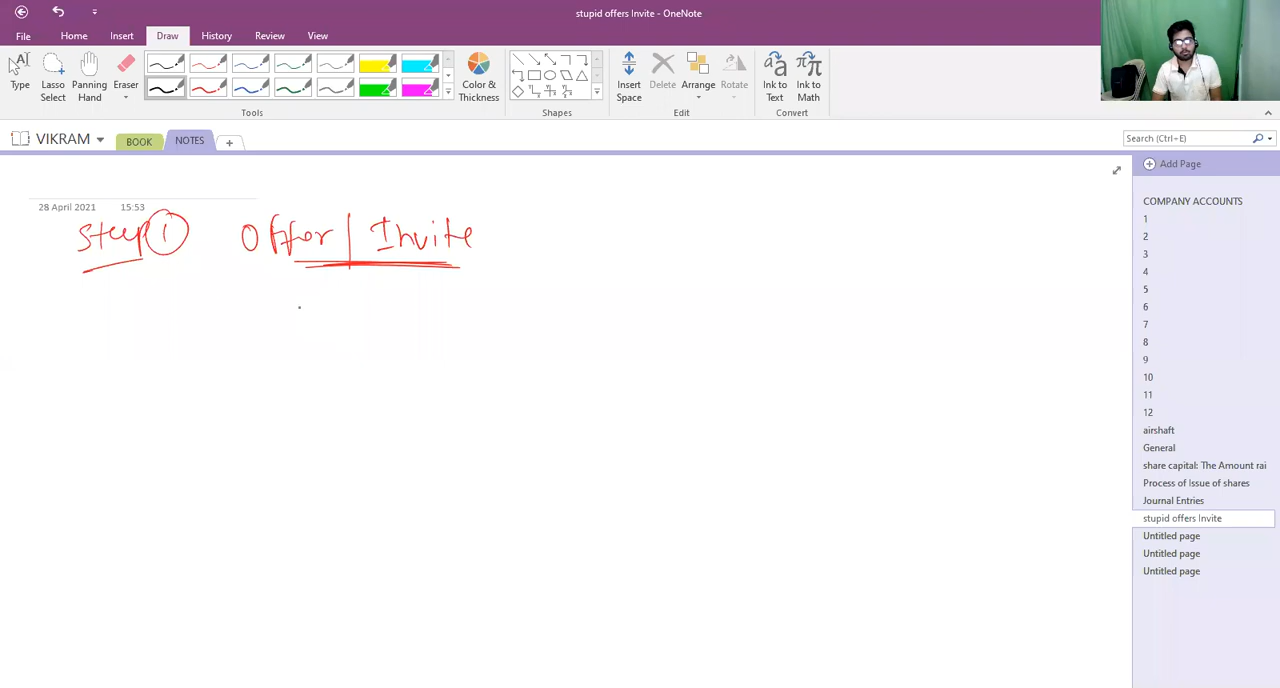 stupid offers Invite - OneNote
File Home Insert Draw History Review View
Type
Lasso Select
Panning Hand
Eraser
Color & Thickness
Insert Space
Delete
Arrange
Rotate
Ink to Text
Ink to Math
Tools
Shapes
Edit
Convert
VIKRAM
BOOK
NOTES
Search (Ctrl+E)
28 April 2021 15:53
Step 1 Offer | Invite
Add Page
COMPANY ACCOUNTS
1
2
3
4
5
6
7
8
9
10
11
12
airshaft
General
share capital: The Amount rai
Process of Issue of shares
Journal Entries
stupid offers Invite
Untitled page
Untitled page
Untitled page